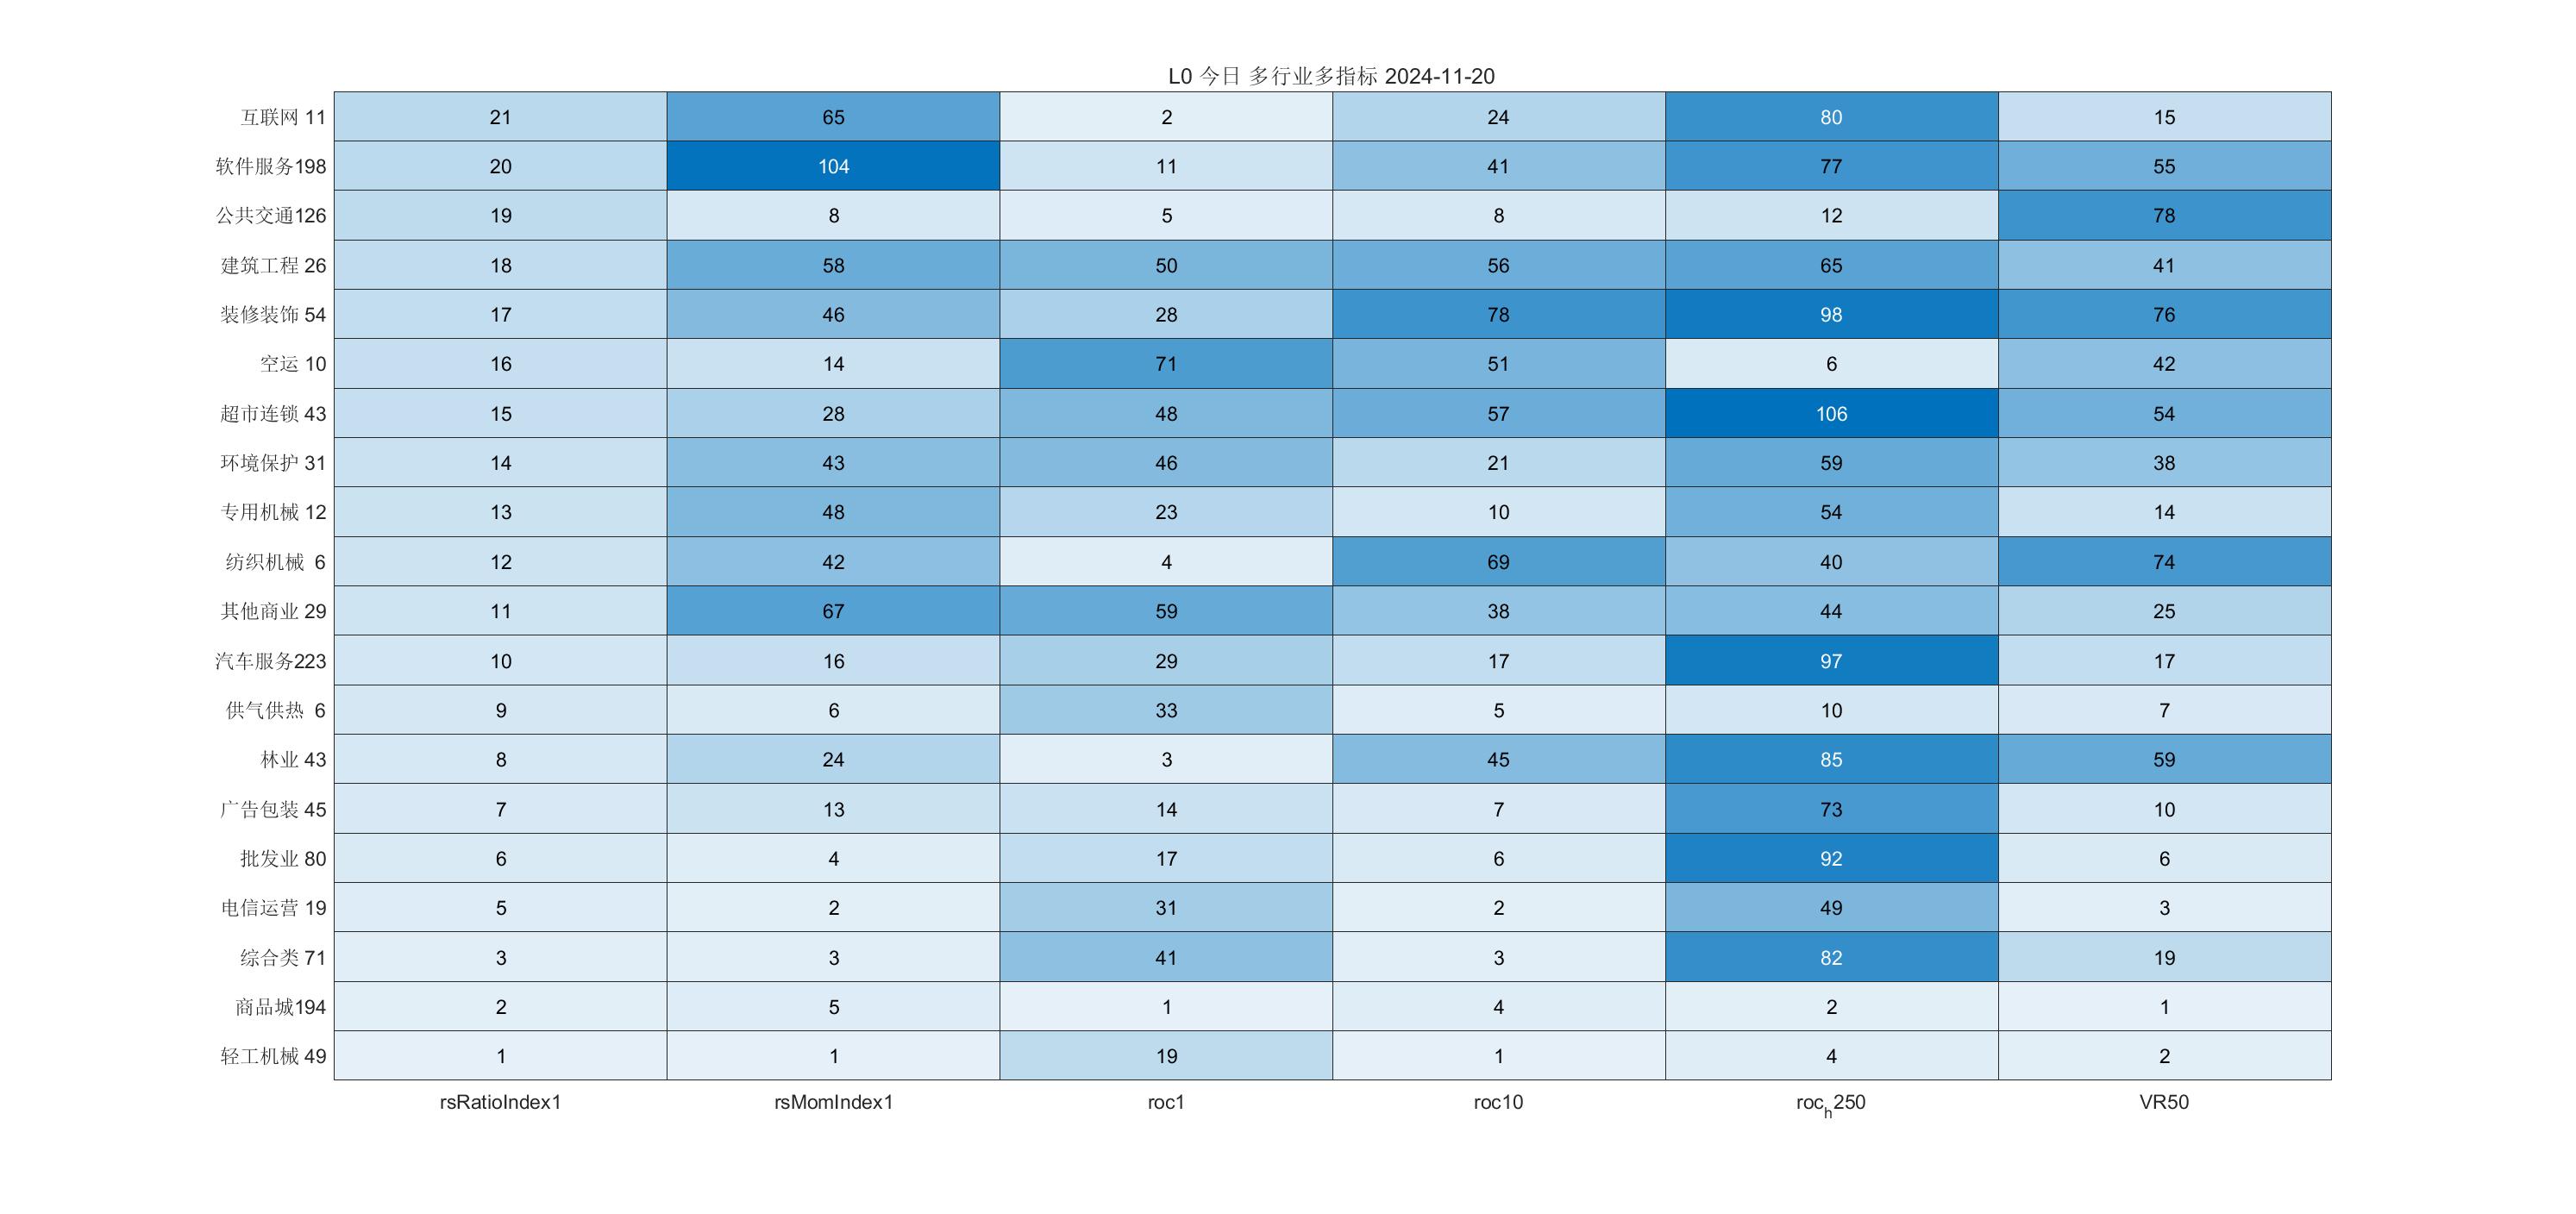 L0 今日 多行业多指标 2024-11-20
互联网 11 21 65 2 24 80 15
软件服务198 20 104 11 41 77 55
公共交通126 19 8 5 8 12 78
建筑工程 26 18 58 50 56 65 41
装修装饰 54 17 46 28 78 98 76
空运 10 16 14 71 51 6 42
超市连锁 43 15 28 48 57 106 54
环境保护 31 14 43 46 21 59 38
专用机械 12 13 48 23 10 54 14
纺织机械 6 12 42 4 69 40 74
其他商业 29 11 67 59 38 44 25
汽车服务223 10 16 29 17 97 17
供气供热 6 9 6 33 5 10 7
林业 43 8 24 3 45 85 59
广告包装 45 7 13 14 7 73 10
批发业 80 6 4 17 6 92 6
电信运营 19 5 2 31 2 49 3
综合类 71 3 3 41 3 82 19
商品城194 2 5 1 4 2 1
轻工机械 49 1 1 19 1 4 2
rsRatioIndex1 rsMomIndex1 roc1 roc10 roch250 VR50